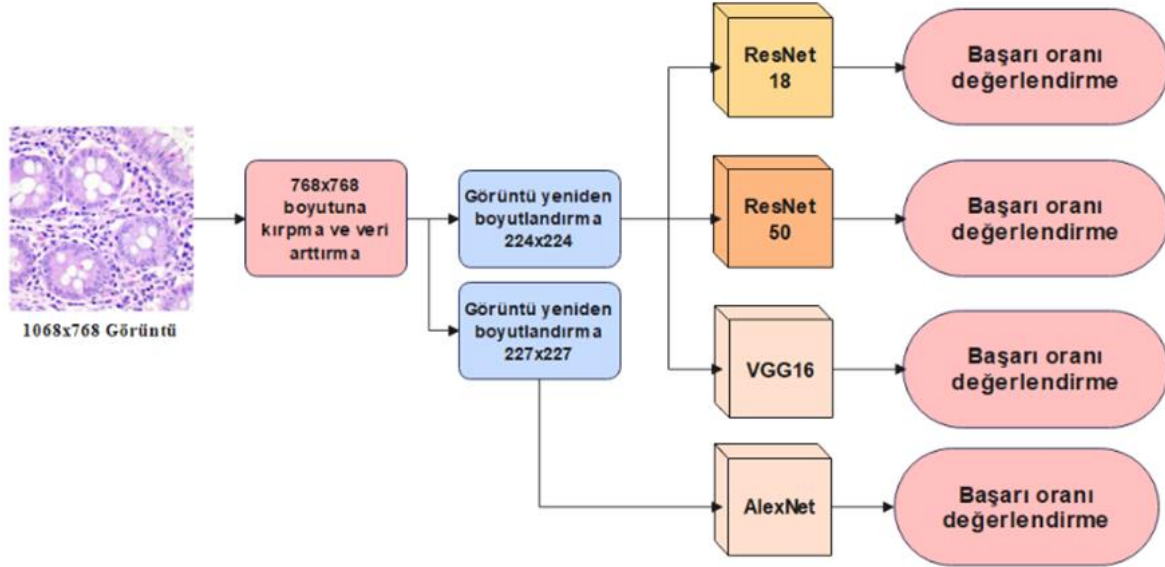 1068x768 Görüntü
768x768
boyutuna
kırpma ve veri
arttırma
Görüntü yeniden
boyutlandırma
224x224
Görüntü yeniden
boyutlandırma
227x227
ResNet
18
Başarı oranı
değerlendirme
ResNet
50
Başarı oranı
değerlendirme
VGG16
Başarı oranı
değerlendirme
AlexNet
Başarı oranı
değerlendirme